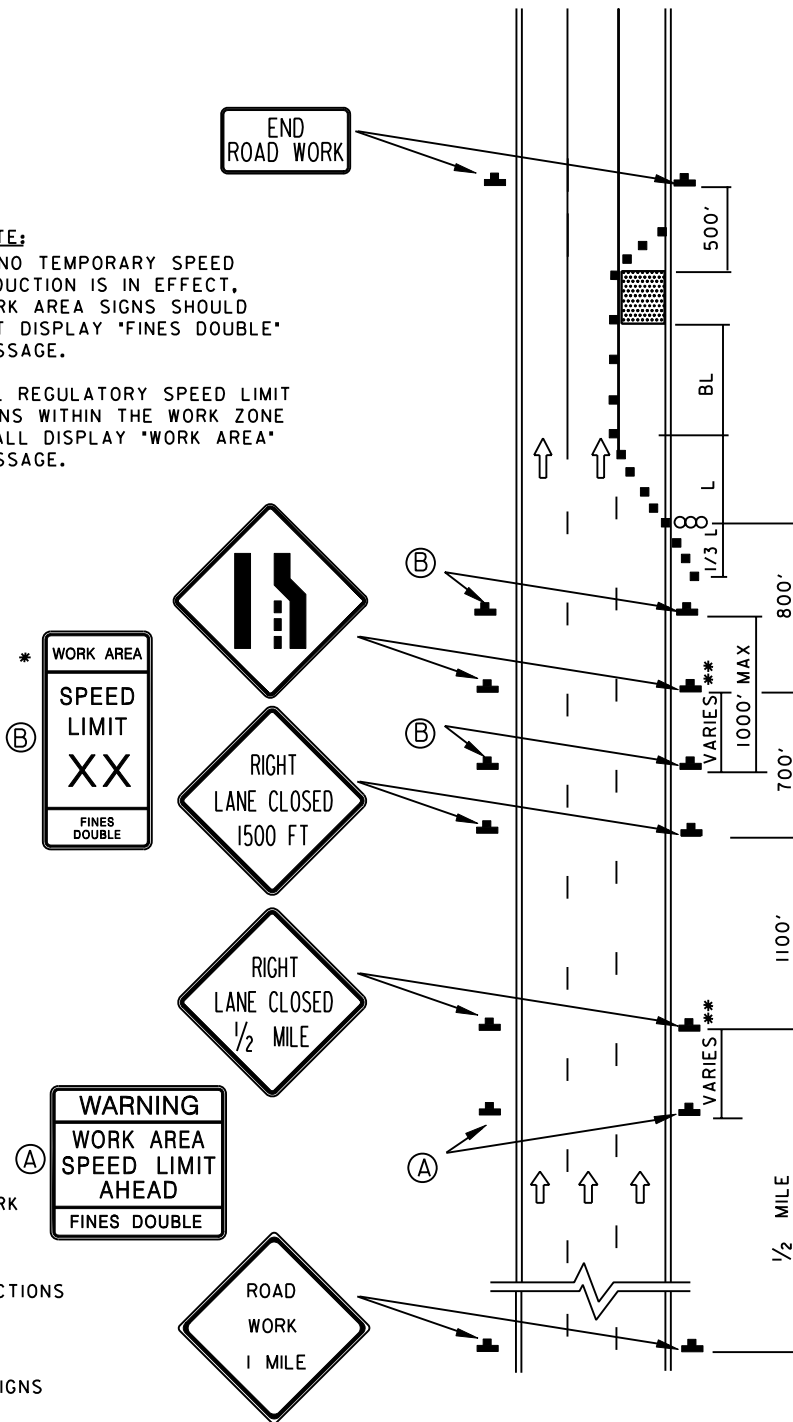 END
ROAD WORK
500'
TE:
NO TEMPORARY SPEED
DUCTION IS IN EFFECT,
RK AREA SIGNS SHOULD
T DISPLAY "FINES DOUBLE"
SSAGE.
L REGULATORY SPEED LIMIT
GNS WITHIN THE WORK ZONE
ALL DISPLAY "WORK AREA"
SSAGE.
BL
L
1/3 L
800'
B
*
WORK AREA
SPEED
LIMIT
XX
FINES
DOUBLE
B
B
VARIES **
1000' MAX
700'
RIGHT
LANE CLOSED
1500 FT
1100'
RIGHT
LANE CLOSED
1/2 MILE
VARIES **
A
WARNING
WORK AREA
SPEED LIMIT
AHEAD
FINES DOUBLE
A
RK
1/2 MILE
CTIONS
ROAD
WORK
1 MILE
IGNS